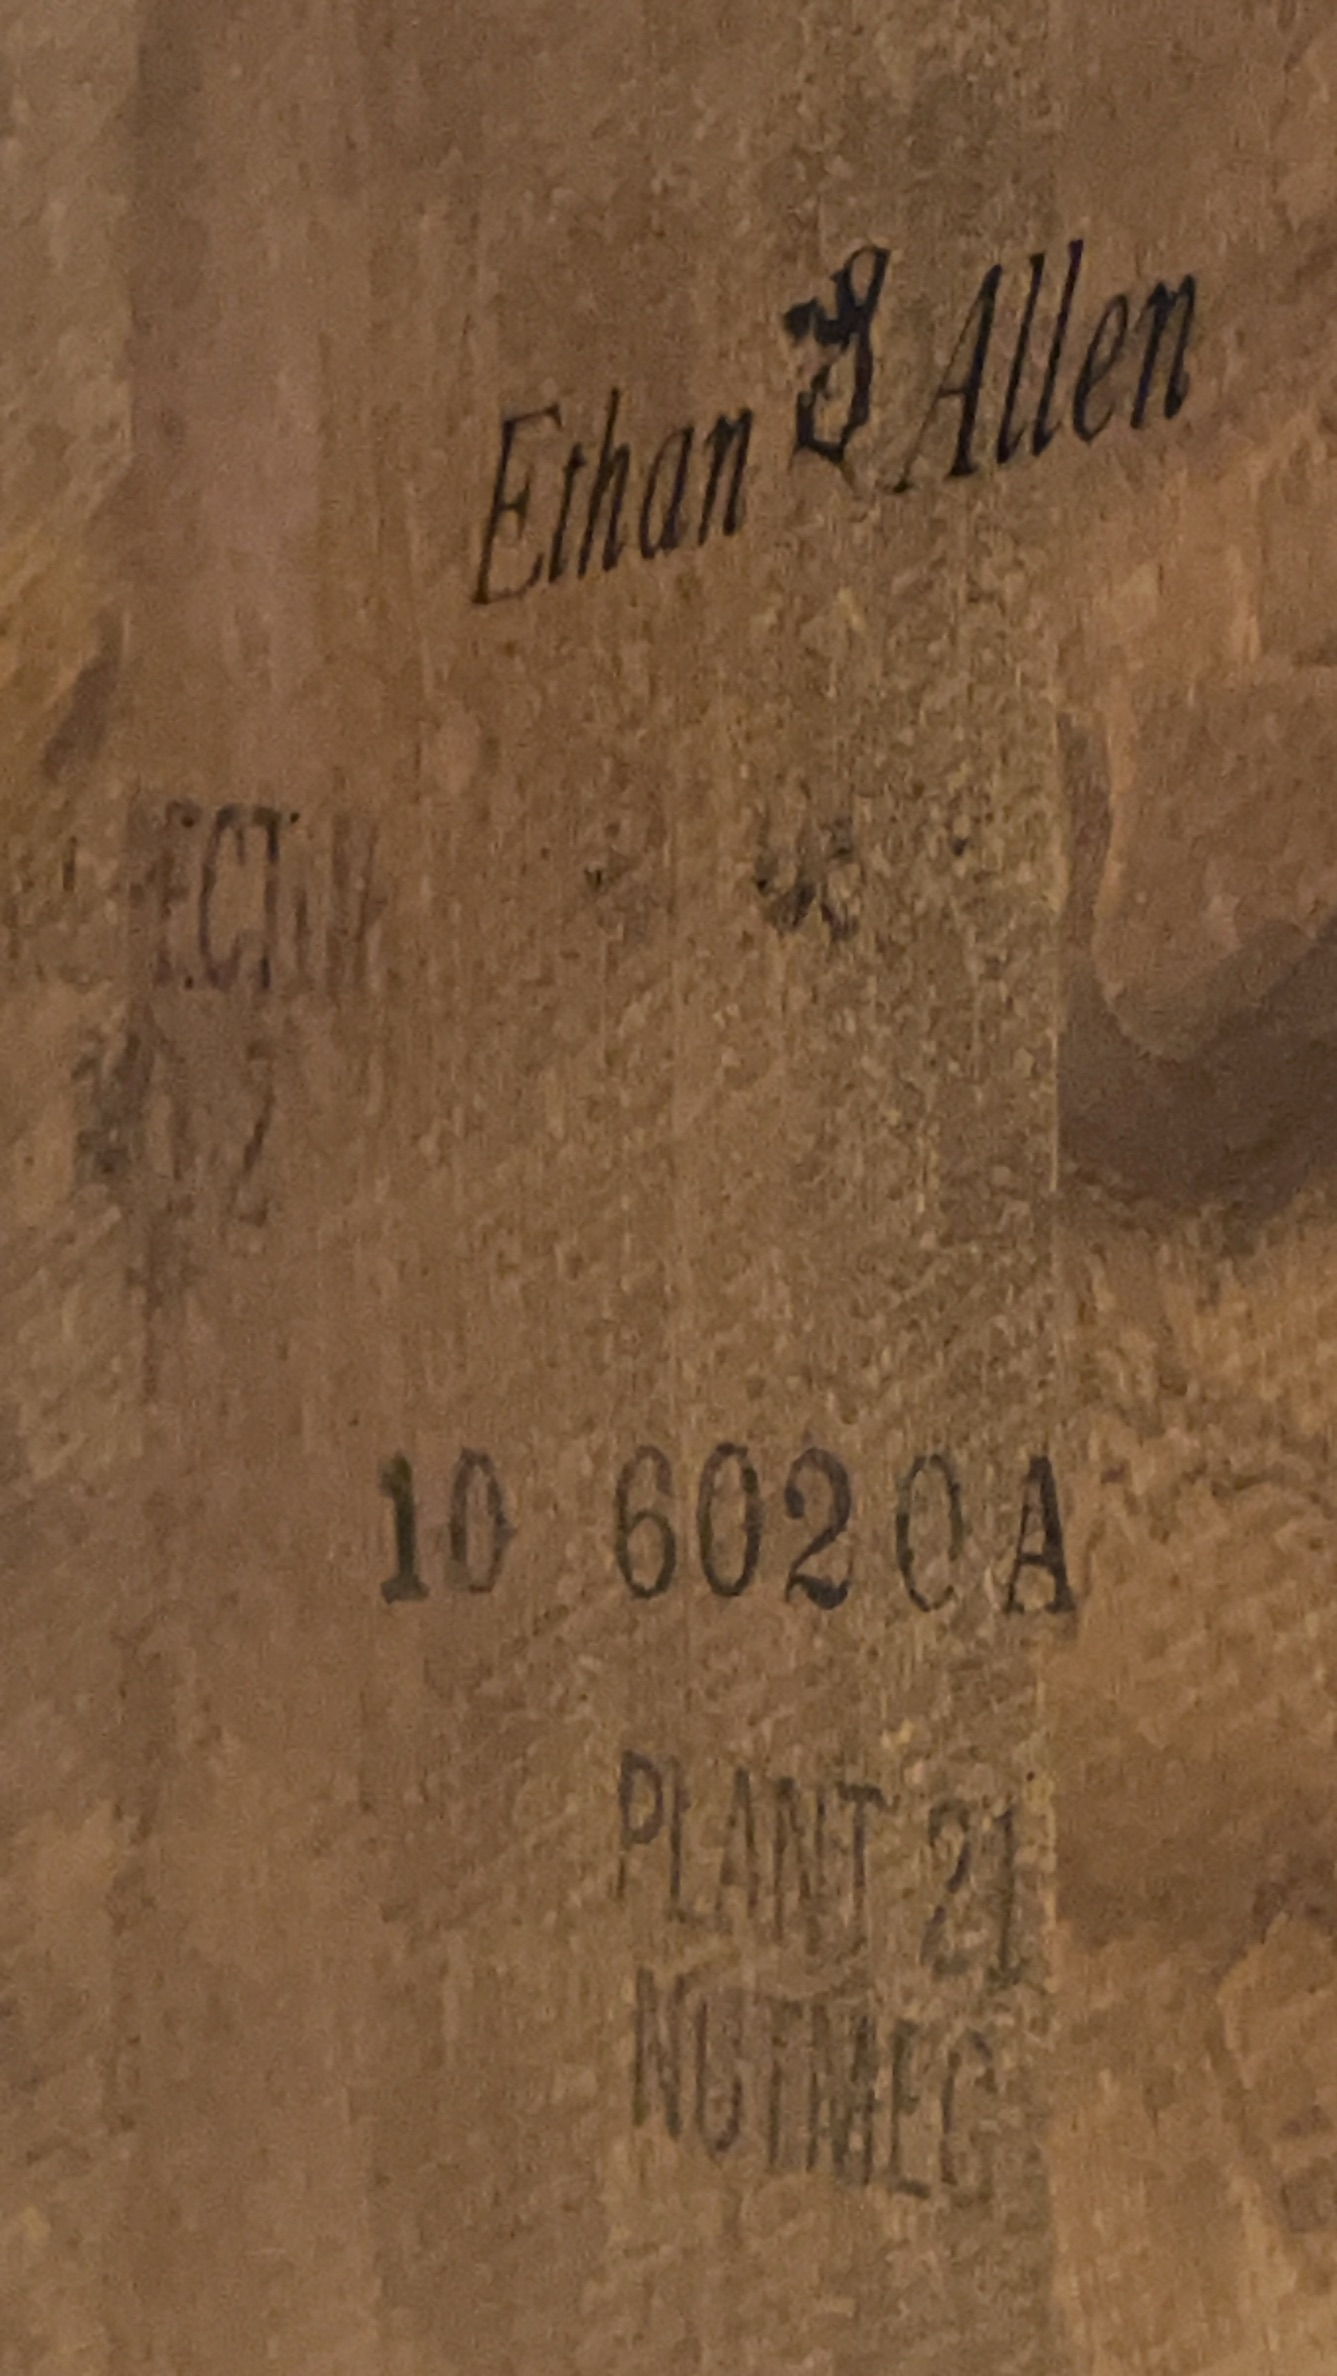 Ethan Allen
10 6020A
PLANT 21
NUTMEG